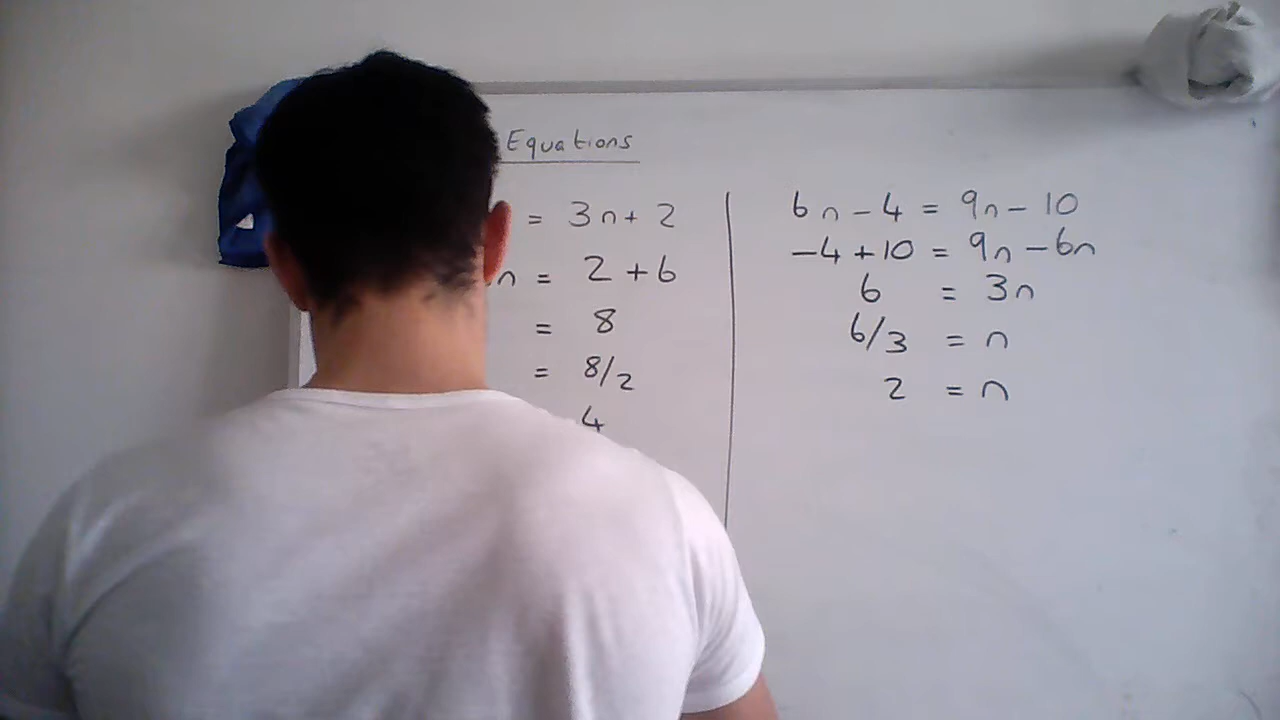 Equations
= 3n + 2
n = 2 + 6
= 8
= 8/2
4
6n - 4 = 9n - 10
-4 + 10 = 9n - 6n
6 = 3n
6/3 = n
2 = n